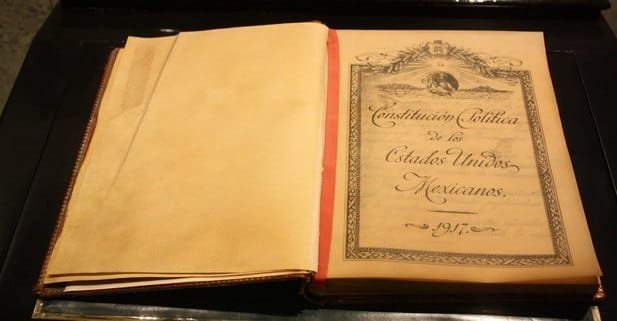 Constitución Política
de los
Estados Unidos
Mexicanos.
1917.